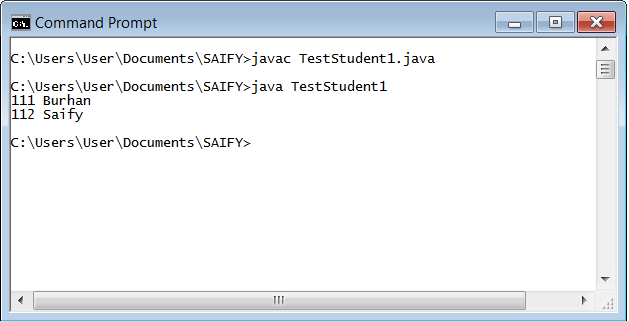 Command Prompt
C:\Users\User\Documents\SAIFY>javac TestStudent1.java
C:\Users\User\Documents\SAIFY>java TestStudent1
111 Burhan
112 Saify
C:\Users\User\Documents\SAIFY>